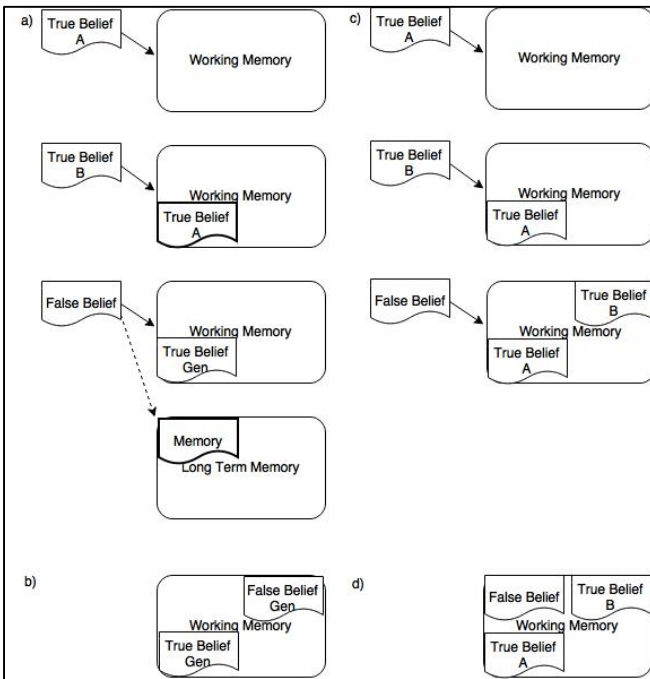 a)
True Belief
A
Working Memory
True Belief
B
Working Memory
True Belief
A
False Belief
Working Memory
True Belief
Gen
Memory
Long Term Memory
b)
False Belief
Gen
Working Memory
True Belief
Gen
c)
True Belief
A
Working Memory
True Belief
B
Working Memory
True Belief
A
False Belief
True Belief
B
Working Memory
True Belief
A
d)
False Belief
True Belief
B
Working Memory
True Belief
A